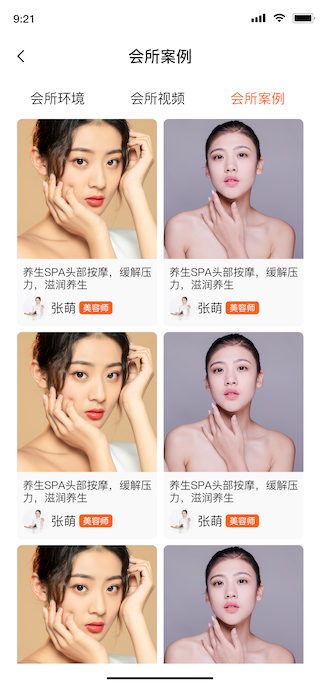 9:21
会所案例
会所环境 会所视频 会所案例
养生SPA头部按摩，缓解压
力，滋润养生
张萌 美容师
养生SPA头部按摩，缓解压
力，滋润养生
张萌 美容师
养生SPA头部按摩，缓解压
力，滋润养生
张萌 美容师
养生SPA头部按摩，缓解压
力，滋润养生
张萌 美容师